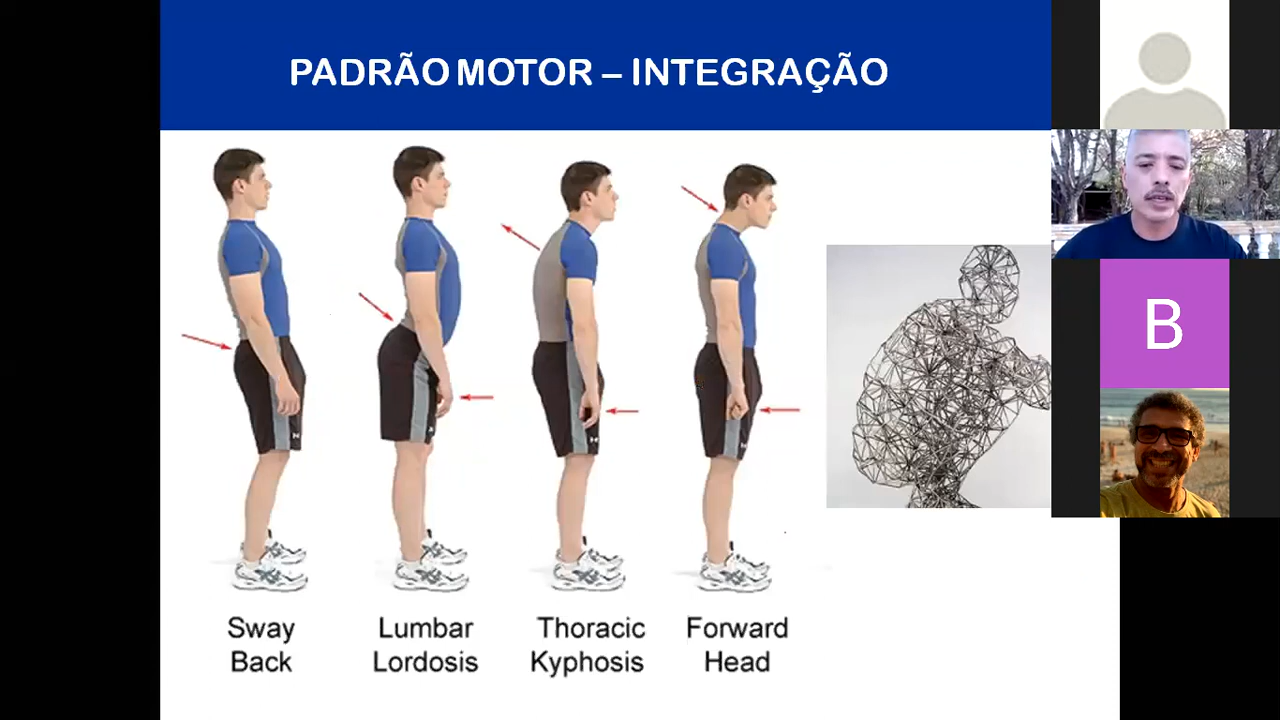 PADRÃO MOTOR – INTEGRAÇÃO
Sway
Back
Lumbar
Lordosis
Thoracic
Kyphosis
Forward
Head
B